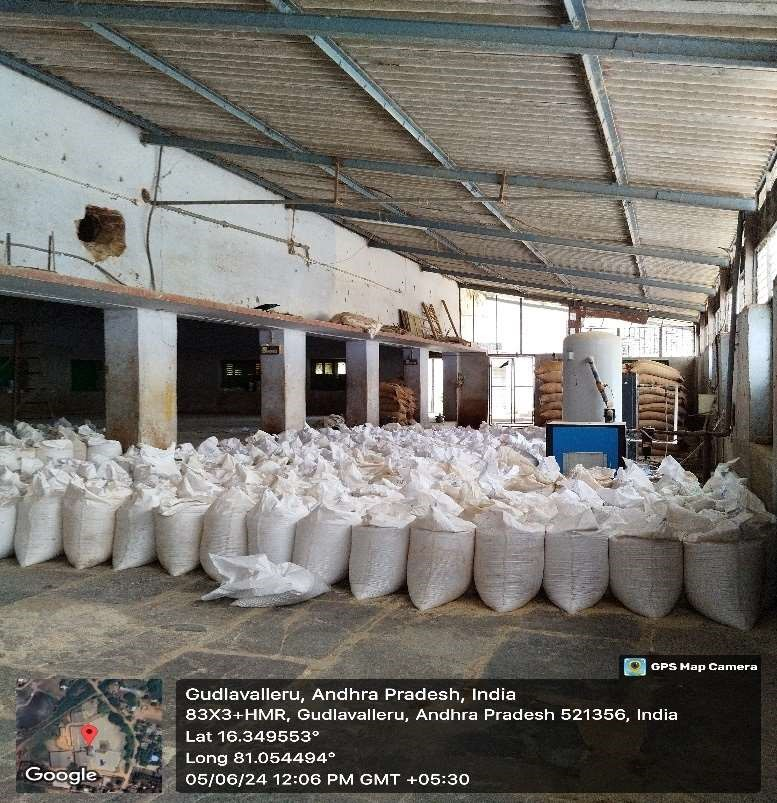 GPS Map Camera
Gudlavalleru, Andhra Pradesh, India
83X3+HMR, Gudlavalleru, Andhra Pradesh 521356, India
Lat 16.349553°
Long 81.054494°
05/06/24 12:06 PM GMT +05:30
Google